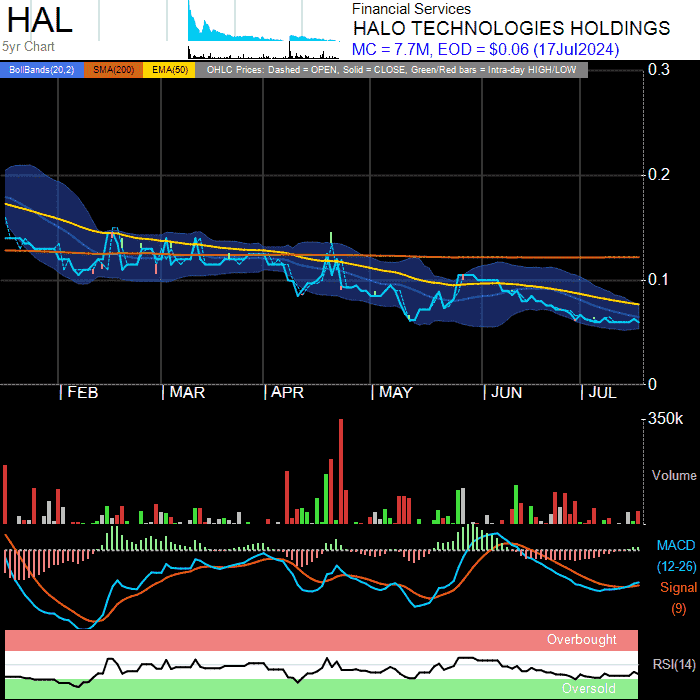 HAL
5yr Chart
Financial Services
HALO TECHNOLOGIES HOLDINGS
MC = 7.7M, EOD = $0.06 (17Jul2024)
BollBands(20,2) SMA(200) EMA(50) OHLC Prices: Dashed = OPEN, Solid = CLOSE, Green/Red bars = Intra-day HIGH/LOW
0.3
0.2
0.1
0
FEB MAR APR MAY JUN JUL
350k
Volume
MACD
(12-26)
Signal
(9)
Overbought
RSI(14)
Oversold